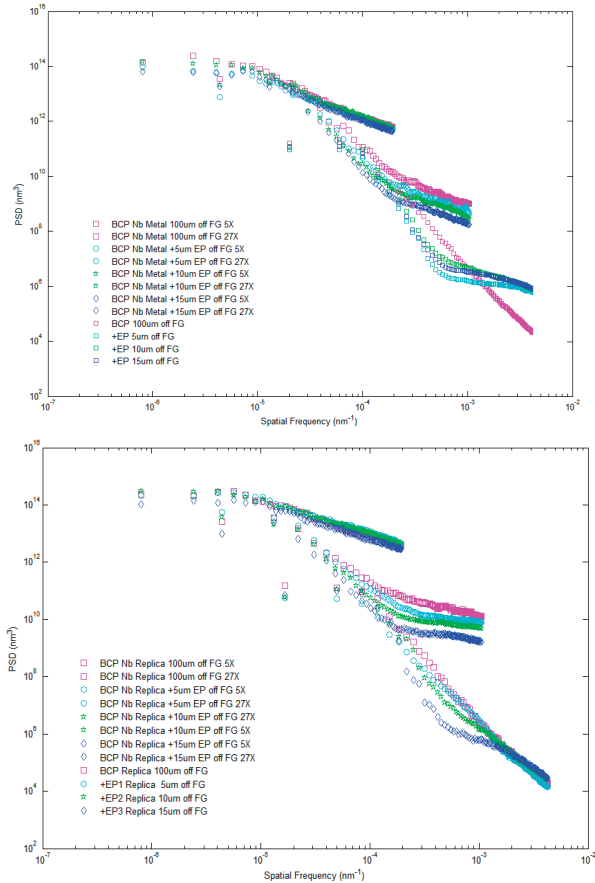 10^16
10^14
10^12
10^10
10^8
10^6
10^4
10^2
PSD (nm^3)
BCP Nb Metal 100um off FG 5X
BCP Nb Metal 100um off FG 27X
BCP Nb Metal +5um EP off FG 5X
BCP Nb Metal +5um EP off FG 27X
BCP Nb Metal +10um EP off FG 5X
BCP Nb Metal +10um EP off FG 27X
BCP Nb Metal +15um EP off FG 5X
BCP Nb Metal +15um EP off FG 27X
BCP 100um off FG
+EP 5um off FG
+EP 10um off FG
+EP 15um off FG
10^-7 10^-6 10^-5 10^-4 10^-3 10^-2
Spatial Frequency (nm^-1)
10^16
10^14
10^12
10^10
10^8
10^6
10^4
10^2
PSD (nm^3)
BCP Nb Replica 100um off FG 5X
BCP Nb Replica 100um off FG 27X
BCP Nb Replica +5um EP off FG 5X
BCP Nb Replica +5um EP off FG 27X
BCP Nb Replica +10um EP off FG 27X
BCP Nb Replica +10um EP off FG 5X
BCP Nb Replica +15um EP off FG 5X
BCP Nb Replica +15um EP off FG 27X
BCP Replica 100um off FG
+EP1 Replica 5um off FG
+EP2 Replica 10um off FG
+EP3 Replica 15um off FG
10^-7 10^-6 10^-5 10^-4 10^-3 10^-2
Spatial Frequency (nm^-1)